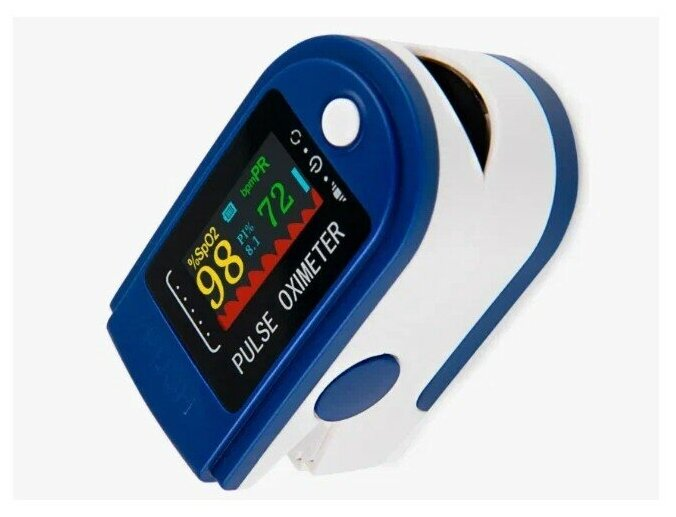 %SpO2
98
PI%
8.1
bpmPR
72
PULSE OXIMETER